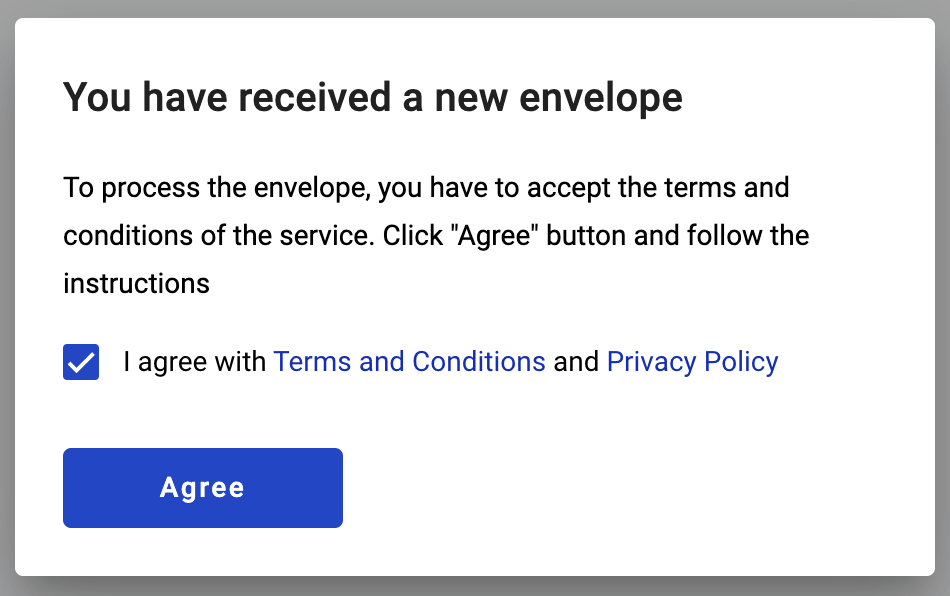 You have received a new envelope
To process the envelope, you have to accept the terms and
conditions of the service. Click "Agree" button and follow the
instructions
I agree with Terms and Conditions and Privacy Policy
Agree